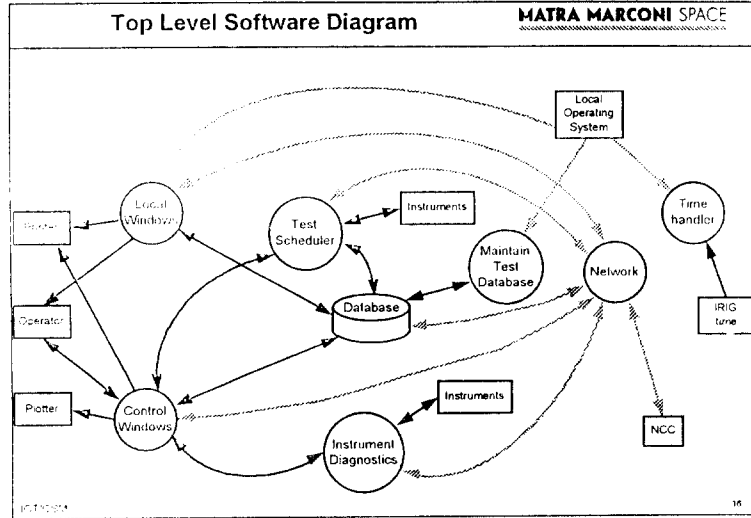 Top Level Software Diagram
MATRA MARCONI SPACE
Local
Operating
System
Local
Windows
Test
Scheduler
Instruments
Time
handler
Maintain
Test
Database
Network
Database
IRIG
time
Operator
Plotter
Control
Windows
Instruments
Instrument
Diagnostics
NCC
16